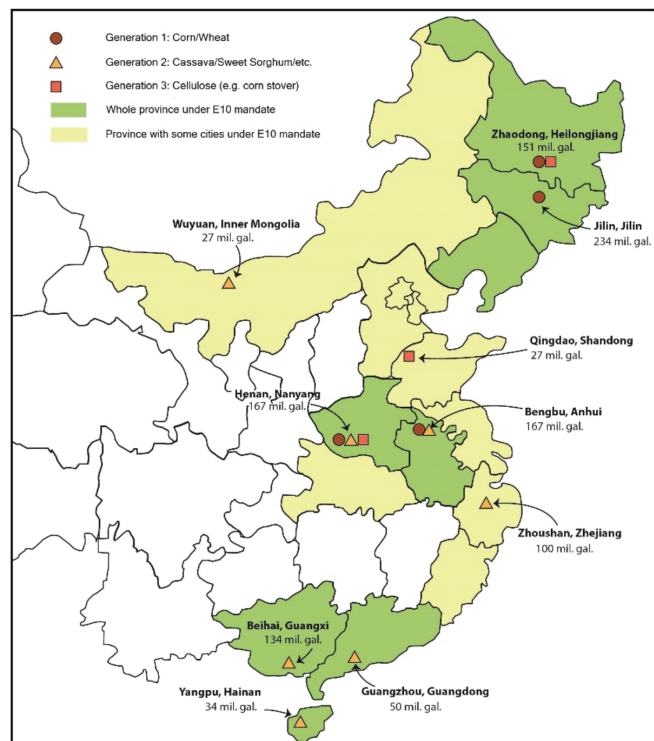 Generation 1: Corn/Wheat
Generation 2: Cassava/Sweet Sorghum/etc.
Generation 3: Cellulose (e.g. corn stover)
Whole province under E10 mandate
Province with some cities under E10 mandate
Zhaodong, Heilongjiang
151 mil. gal.
Jilin, Jilin
234 mil. gal.
Wuyuan, Inner Mongolia
27 mil. gal.
Qingdao, Shandong
27 mil. gal.
Henan, Nanyang
167 mil. gal.
Bengbu, Anhui
167 mil. gal.
Zhoushan, Zhejiang
100 mil. gal.
Beihai, Guangxi
134 mil. gal.
Yangpu, Hainan
34 mil. gal.
Guangzhou, Guangdong
50 mil. gal.